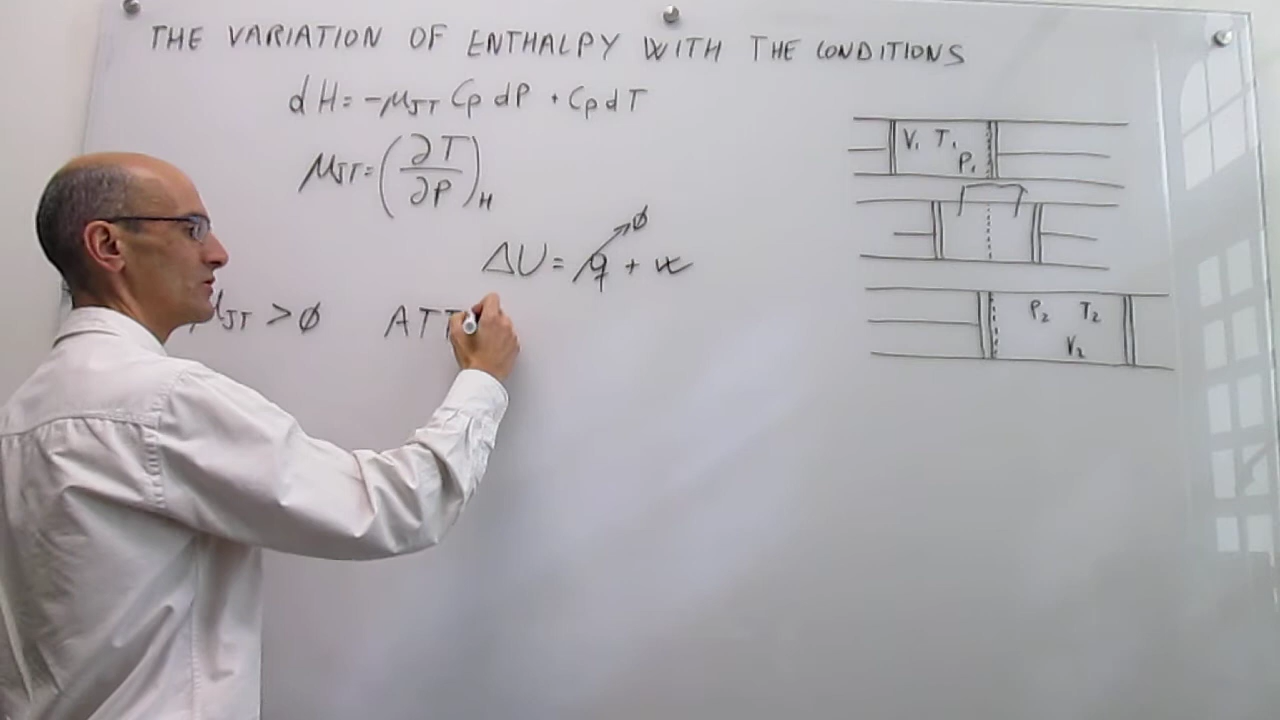 THE VARIATION OF ENTHALPY WITH THE CONDITIONS
dH = -μJT Cp dP + Cp dT
μJT = (∂T/∂P)H
ΔU = q + w
∅
μJT > ∅ ATT
V₁ T₁
P₁
P₂ T₂
V₂